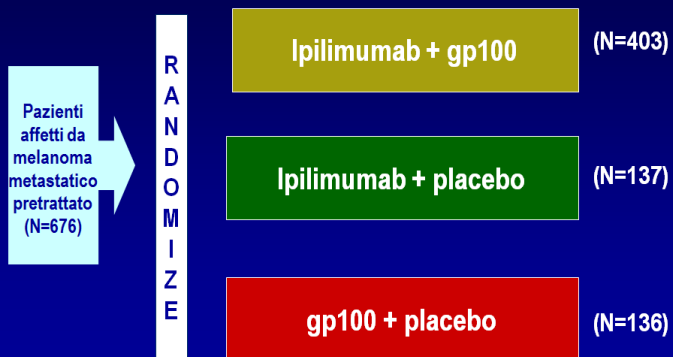 Pazienti
affetti da
melanoma
metastatico
pretrattato
(N=676)
R
A
N
D
O
M
I
Z
E
Ipilimumab + gp100
(N=403)
Ipilimumab + placebo
(N=137)
gp100 + placebo
(N=136)